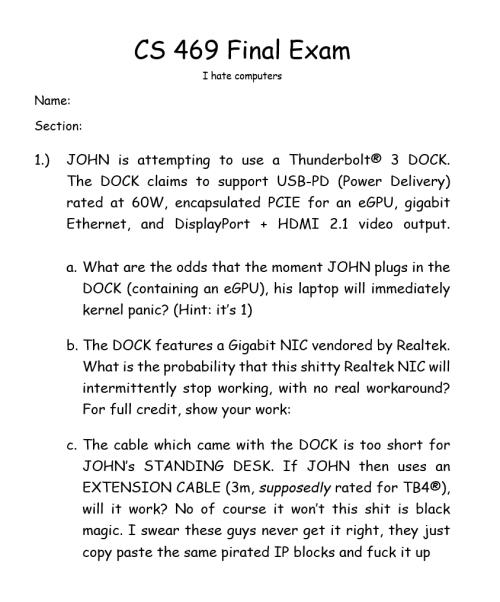 CS 469 Final Exam
I hate computers
Name:
Section:
1.) JOHN is attempting to use a Thunderbolt® 3 DOCK.
The DOCK claims to support USB-PD (Power Delivery)
rated at 60W, encapsulated PCIE for an eGPU, gigabit
Ethernet, and DisplayPort + HDMI 2.1 video output.
a. What are the odds that the moment JOHN plugs in the
DOCK (containing an eGPU), his laptop will immediately
kernel panic? (Hint: it's 1)
b. The DOCK features a Gigabit NIC vendored by Realtek.
What is the probability that this shitty Realtek NIC will
intermittently stop working, with no real workaround?
For full credit, show your work:
c. The cable which came with the DOCK is too short for
JOHN's STANDING DESK. If JOHN then uses an
EXTENSION CABLE (3m, supposedly rated for TB4®),
will it work? No of course it won't this shit is black
magic. I swear these guys never get it right, they just
copy paste the same pirated IP blocks and fuck it up